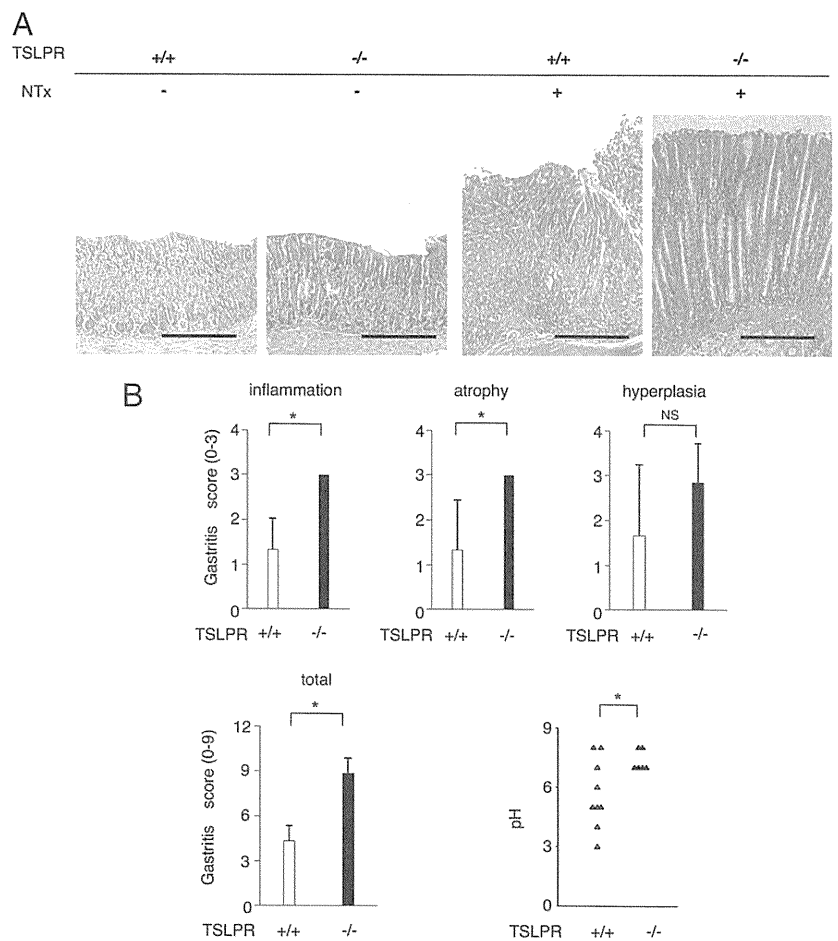 A
TSLPR +/+ -/- +/+ -/-
NTx - - + +
B
inflammation atrophy hyperplasia
* * NS
Gastritis score (0-3)
4 4 4
3 3 3
2 2 2
1 1 1
0 0 0
TSLPR +/+ -/- TSLPR +/+ -/- TSLPR +/+ -/-
total
* *
Gastritis score (0-9)
12
9
6
3
0
pH
9
6
3
0
TSLPR +/+ -/- TSLPR +/+ -/-